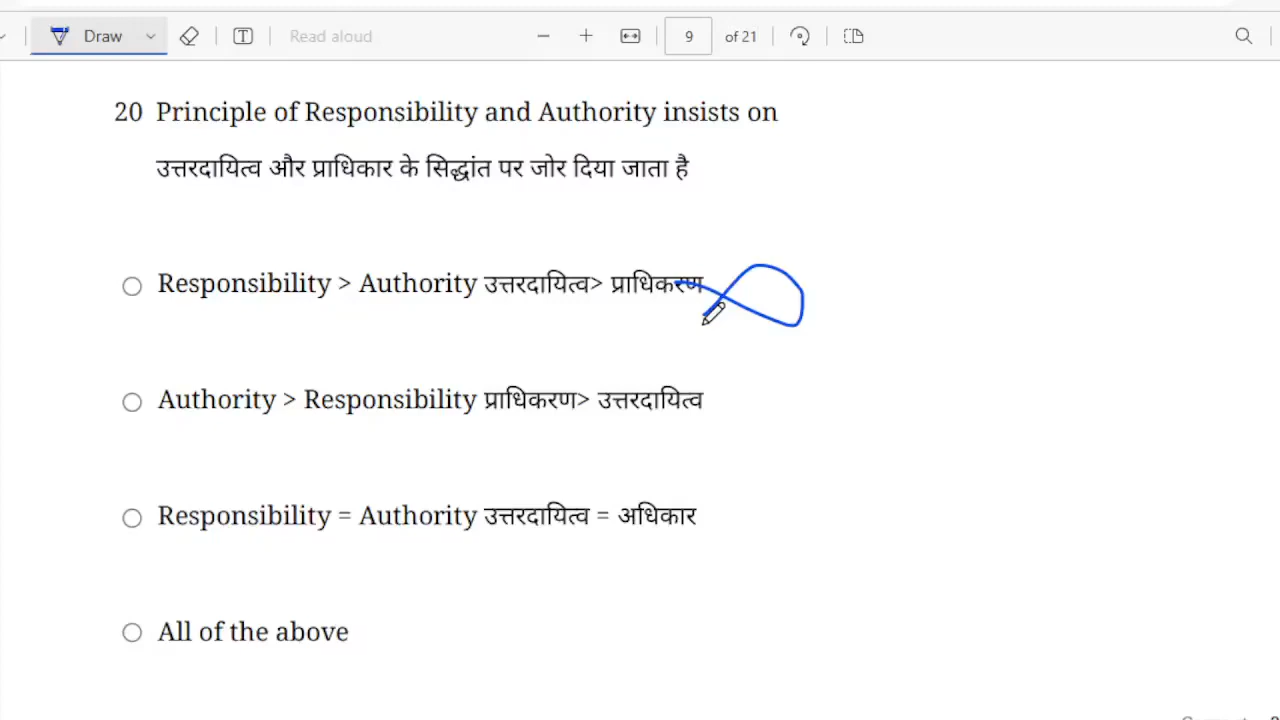 Draw
Read aloud
9 of 21
20 Principle of Responsibility and Authority insists on
उत्तरदायित्व और प्राधिकार के सिद्धांत पर जोर दिया जाता है
Responsibility > Authority उत्तरदायित्व> प्राधिकरण
Authority > Responsibility प्राधिकरण> उत्तरदायित्व
Responsibility = Authority उत्तरदायित्व = अधिकार
All of the above